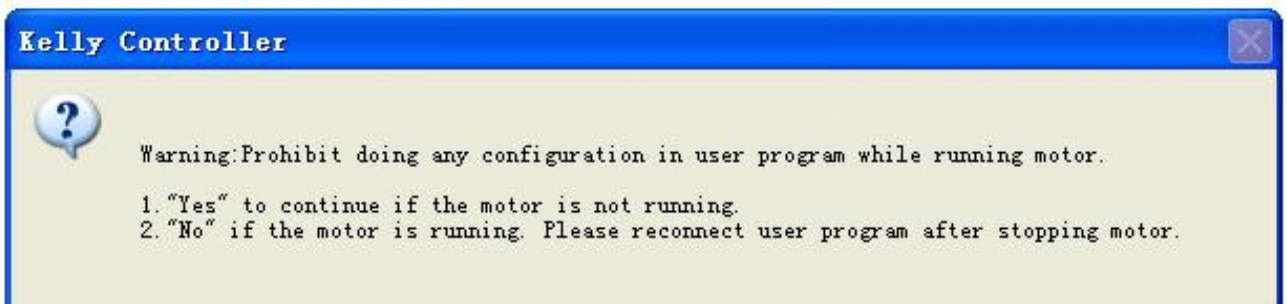 Kelly Controller
?
Warning:Prohibit doing any configuration in user program while running motor.
1."Yes" to continue if the motor is not running.
2."No" if the motor is running. Please reconnect user program after stopping motor.